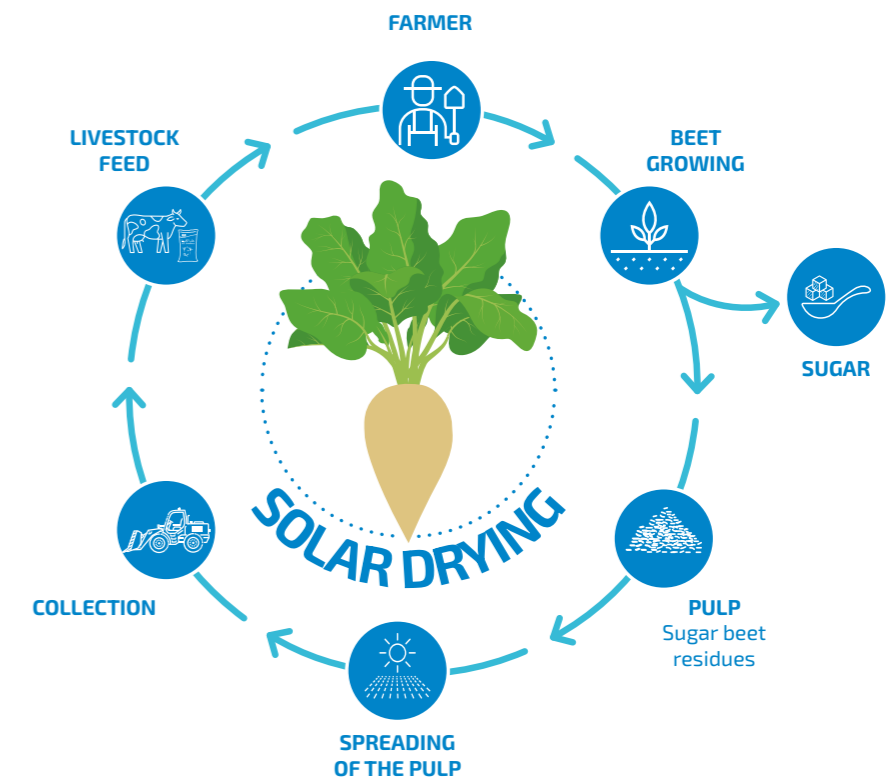 FARMER
BEET
GROWING
SUGAR
PULP
Sugar beet
residues
SPREADING
OF THE PULP
COLLECTION
LIVESTOCK
FEED
SOLAR DRYING